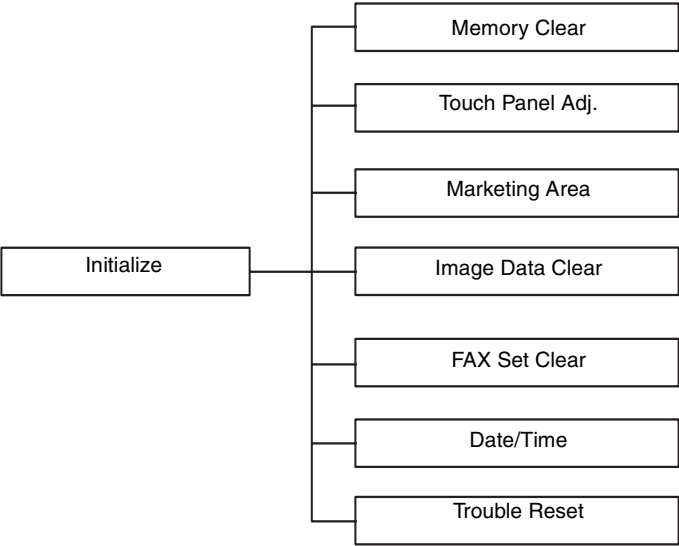 Memory Clear
Touch Panel Adj.
Marketing Area
Initialize
Image Data Clear
FAX Set Clear
Date/Time
Trouble Reset